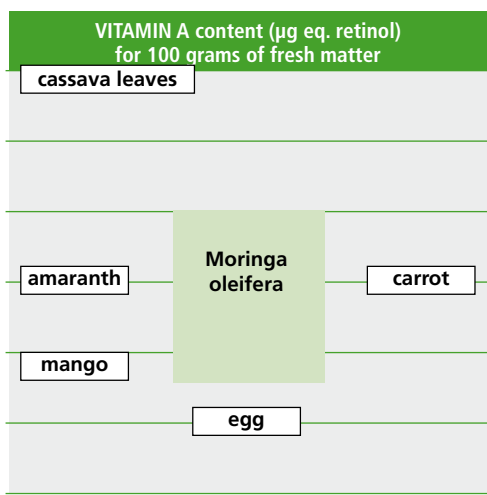 VITAMIN A content (µg eq. retinol)
for 100 grams of fresh matter
cassava leaves
Moringa
oleifera
amaranth
carrot
mango
egg